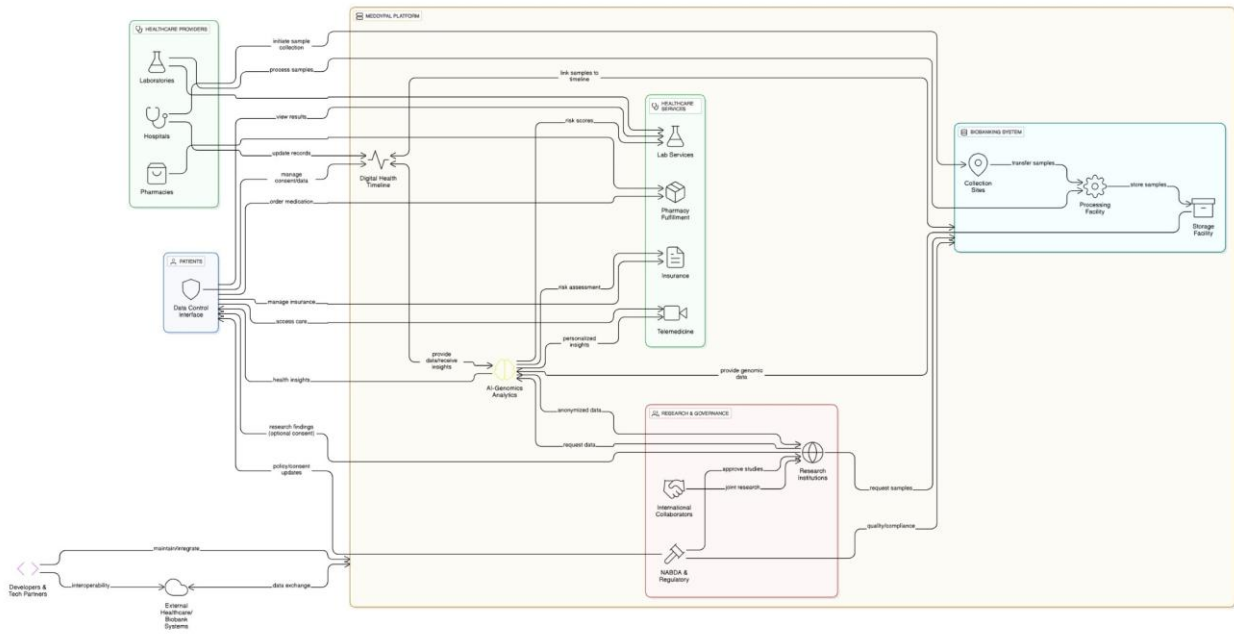 MEDDYPAL PLATFORM
HEALTHCARE PROVIDERS
Laboratories
Hospitals
Pharmacies
initiate sample
collection
process samples
view results
update records
manage
consent/data
order medication
link samples to
timeline
risk scores
Digital Health
Timeline
HEALTHCARE
SERVICES
Lab Services
Pharmacy
Fulfillment
Insurance
Telemedicine
BIOBANKING SYSTEM
Collection
Sites
transfer samples
Processing
Facility
store samples
Storage
Facility
PATIENTS
Data Control
Interface
manage insurance
access care
risk assessment
personalized
insights
provide
data/receive
insights
health insights
AI-Genomics
Analytics
provide genomic
data
anonymized data
request data
research findings
(optional consent)
policy/consent
updates
RESEARCH & GOVERNANCE
Research
Institutions
approve studies
joint research
International
Collaborators
NABDA &
Regulatory
request samples
quality/compliance
maintain/integrate
Developers &
Tech Partners
interoperability
External
Healthcare/
Biobank
Systems
data exchange